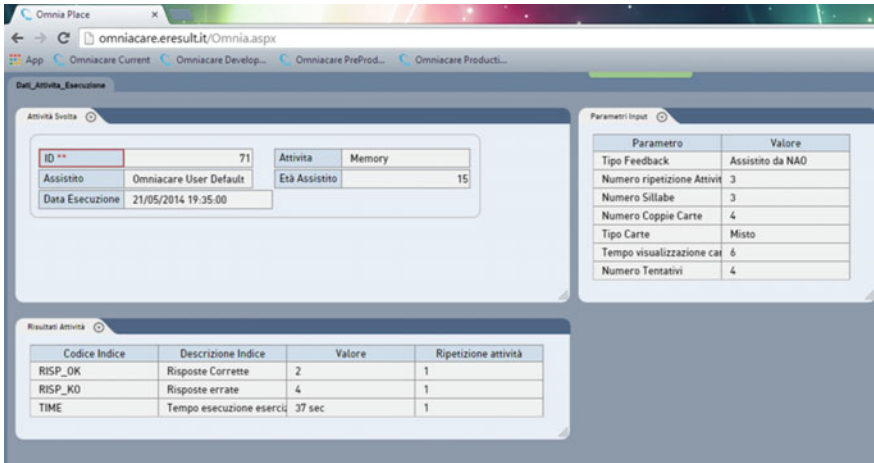 Omnia Place
omniacare.eresult.it/Omnia.aspx
App Omniacare Current Omniacare Develop... Omniacare PreProd... Omniacare Producti...
Dati_Attivita_Esecuzione
Attività Svolta
ID ** 71 Attivita Memory
Assistito Omniacare User Default Età Assistito 15
Data Esecuzione 21/05/2014 19:35:00
Parametri Input
Parametro Valore
Tipo Feedback Assistito da NAO
Numero ripetizione Attivit 3
Numero Sillabe 3
Numero Coppie Carte 4
Tipo Carte Misto
Tempo visualizzazione car 6
Numero Tentativi 4
Risultati Attività
Codice Indice Descrizione Indice Valore Ripetizione attività
RISP_OK Risposte Corrette 2 1
RISP_KO Risposte errate 4 1
TIME Tempo esecuzione eserciz 37 sec 1